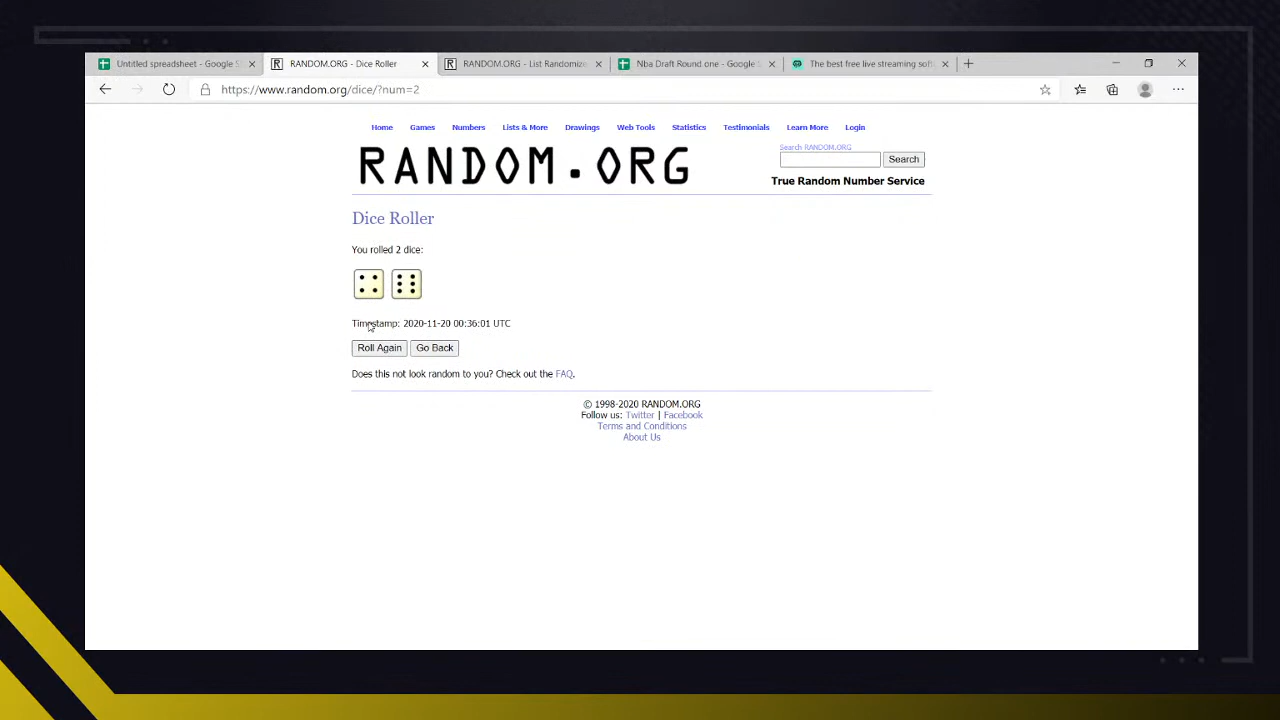 Untitled spreadsheet - Google S
RANDOM.ORG - Dice Roller
RANDOM.ORG - List Randomize
Nba Draft Round one - Google S
The best free live streaming soft
https://www.random.org/dice/?num=2
Home Games Numbers Lists & More Drawings Web Tools Statistics Testimonials Learn More Login
RANDOM.ORG
Search RANDOM.ORG
Search
True Random Number Service
Dice Roller
You rolled 2 dice:
Timestamp: 2020-11-20 00:36:01 UTC
Roll Again Go Back
Does this not look random to you? Check out the FAQ.
© 1998-2020 RANDOM.ORG
Follow us: Twitter | Facebook
Terms and Conditions
About Us